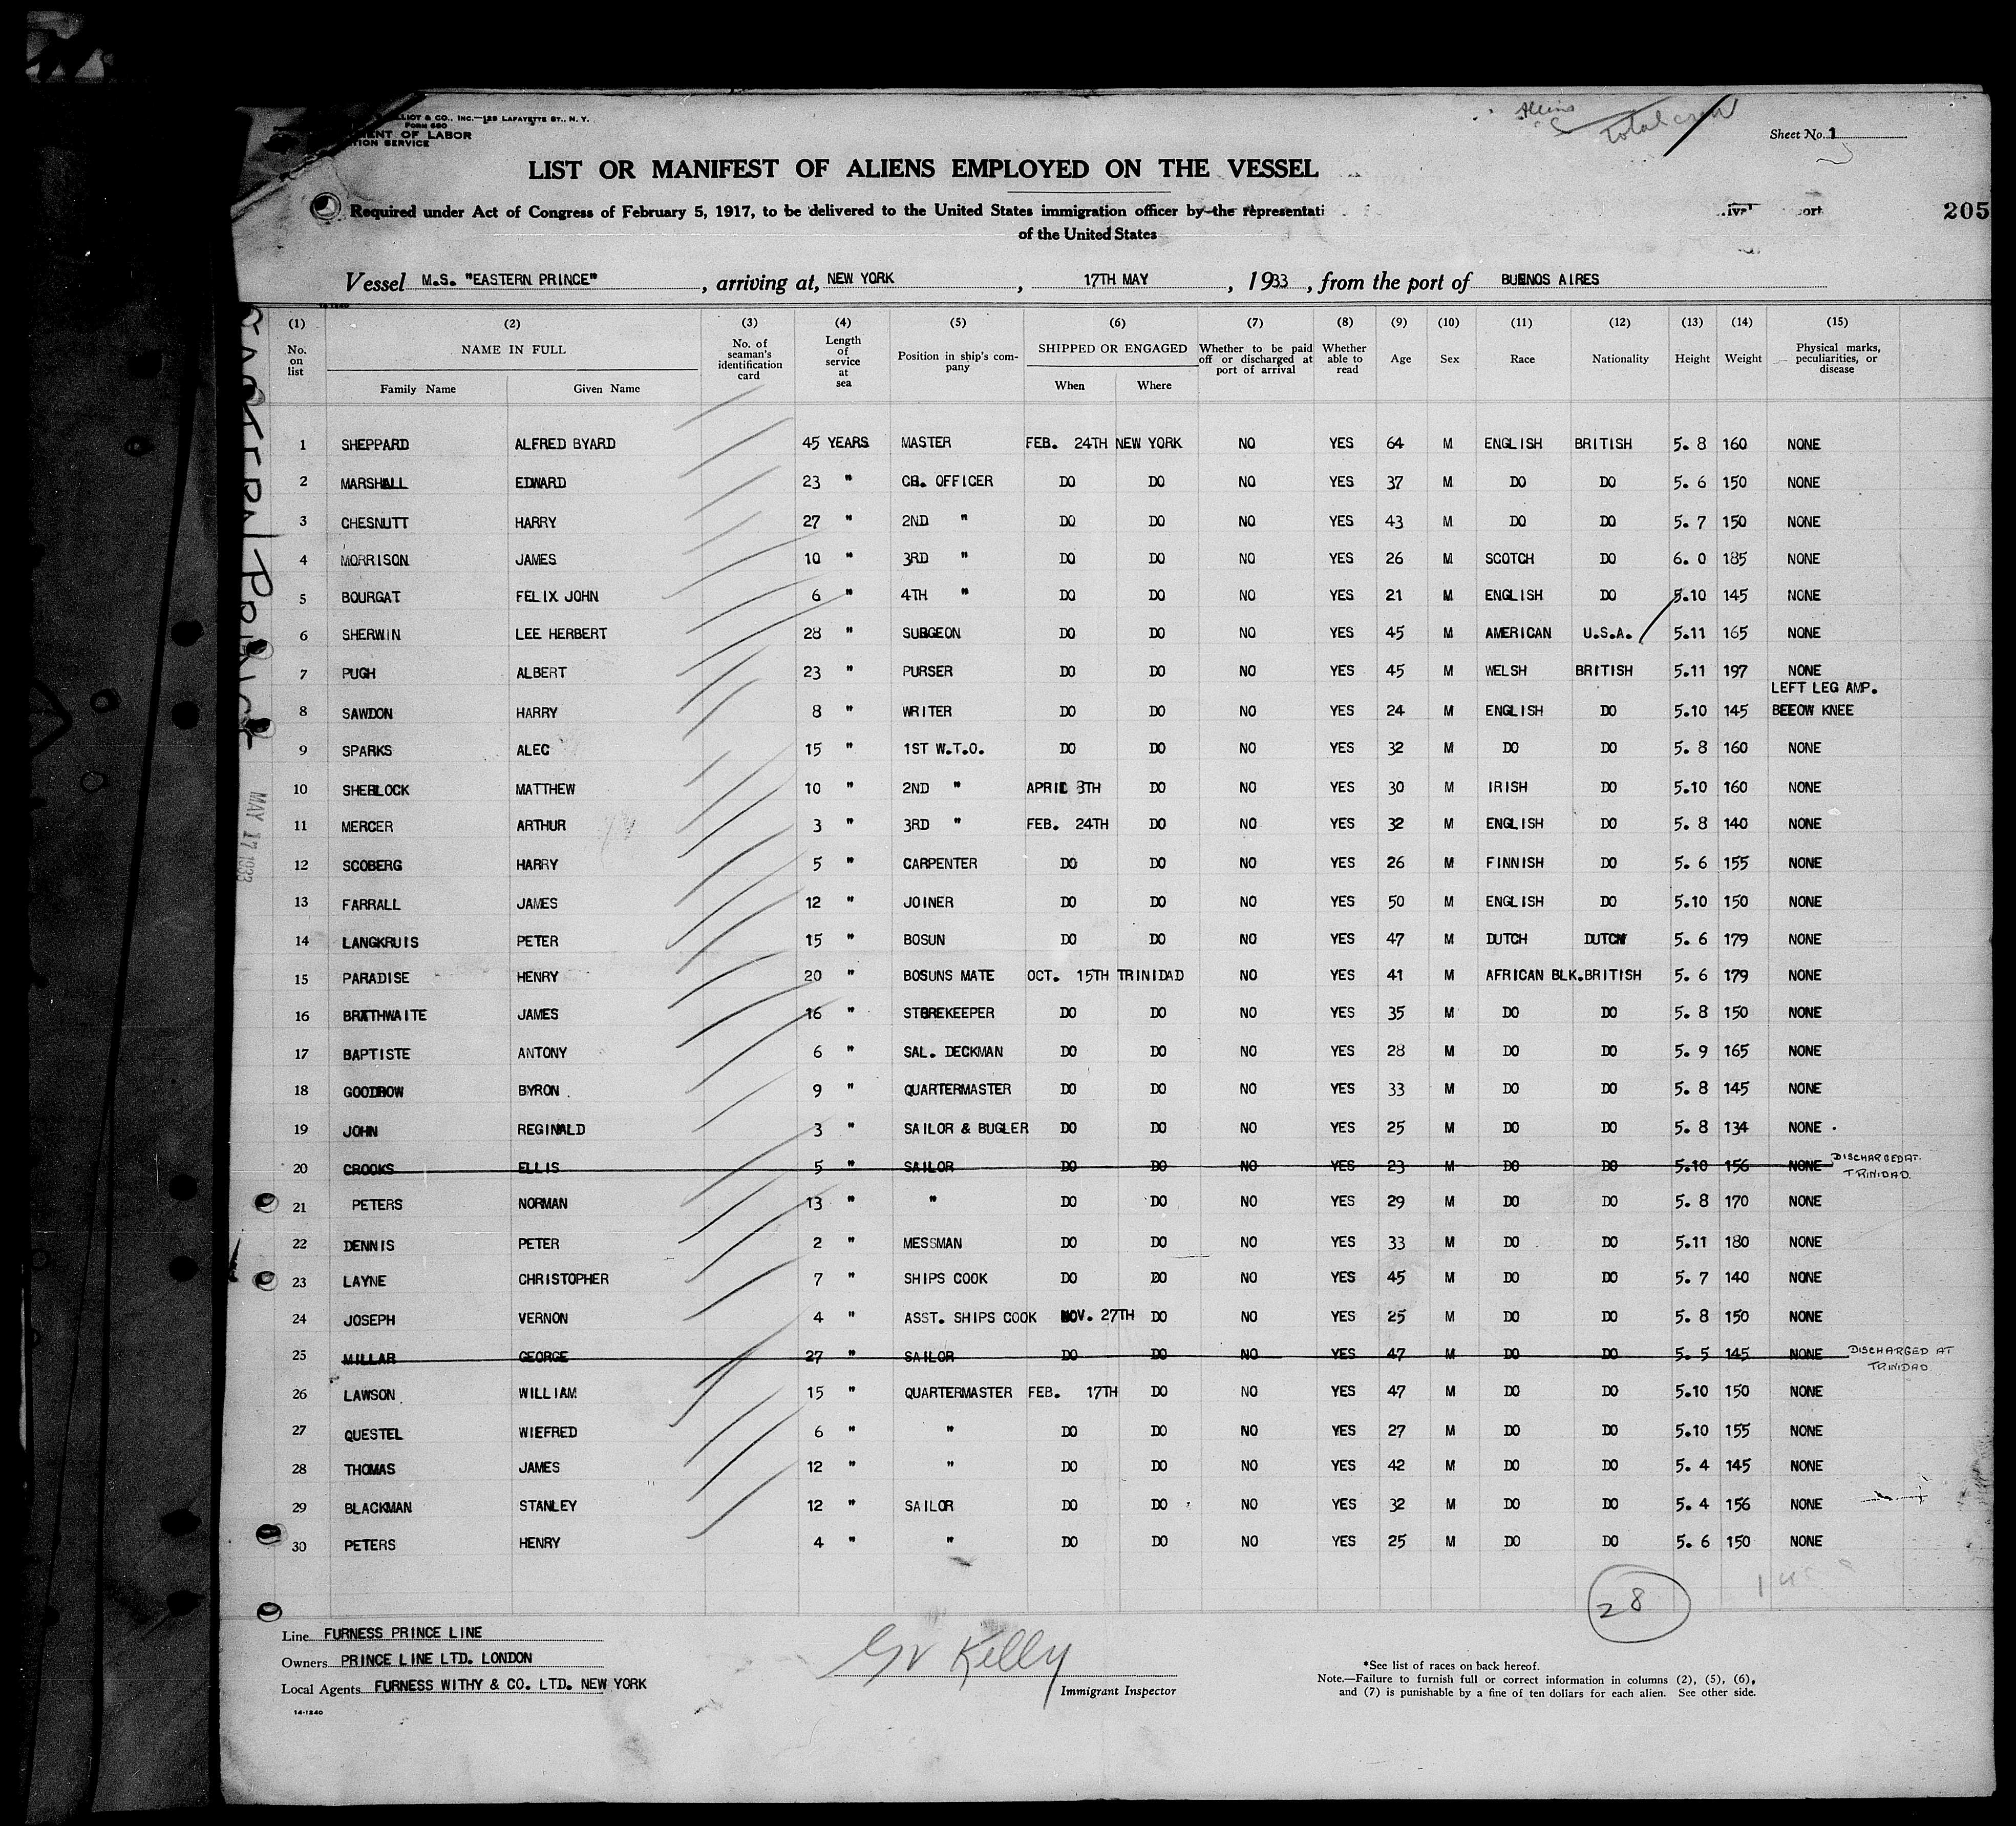 LLIOT & CO., INC.—129 LAFAYETTE ST., N. Y.
FORM 680
MENT OF LABOR
TION SERVICE
Aliens
Total crew
Sheet No. 1
LIST OR MANIFEST OF ALIENS EMPLOYED ON THE VESSEL
Required under Act of Congress of February 5, 1917, to be delivered to the United States immigration officer by the representati
205
of the United States
Vessel M.S. "EASTERN PRINCE", arriving at, NEW YORK, 17TH MAY, 1933, from the port of BUENOS AIRES
EASTERN PRINCE
MAY 17 1933
(1) (2) (3) (4) (5) (6) (7) (8) (9) (10) (11) (12) (13) (14) (15)
No. on list NAME IN FULL Family Name Given Name No. of seaman's identification card Length of service at sea Position in ship's company SHIPPED OR ENGAGED When Where Whether to be paid off or discharged at port of arrival Whether able to read Age Sex Race Nationality Height Weight Physical marks, peculiarities, or disease
1 SHEPPARD ALFRED BYARD 45 YEARS MASTER FEB. 24TH NEW YORK NO YES 64 M ENGLISH BRITISH 5. 8 160 NONE
2 MARSHALL EDWARD 23 " CH. OFFICER DO DO NO YES 37 M DO DO 5. 6 150 NONE
3 CHESNUTT HARRY 27 " 2ND " DO DO NO YES 43 M DO DO 5. 7 150 NONE
4 MORRISON JAMES 10 " 3RD " DO DO NO YES 26 M SCOTCH DO 6. 0 185 NONE
5 BOURGAT FELIX JOHN 6 " 4TH " DO DO NO YES 21 M ENGLISH DO 5.10 145 NONE
6 SHERWIN LEE HERBERT 28 " SURGEON DO DO NO YES 45 M AMERICAN U.S.A. 5.11 165 NONE
7 PUGH ALBERT 23 " PURSER DO DO NO YES 45 M WELSH BRITISH 5.11 197 NONE
LEFT LEG AMP.
8 SAWDON HARRY 8 " WRITER DO DO NO YES 24 M ENGLISH DO 5.10 145 BEEOW KNEE
9 SPARKS ALEC 15 " 1ST W.T.O. DO DO NO YES 32 M DO DO 5. 8 160 NONE
10 SHERLOCK MATTHEW 10 " 2ND " APRIL 8TH DO NO YES 30 M IRISH DO 5.10 160 NONE
11 MERCER ARTHUR 3 " 3RD " FEB. 24TH DO NO YES 32 M ENGLISH DO 5. 8 140 NONE
12 SCOBERG HARRY 5 " CARPENTER DO DO NO YES 26 M FINNISH DO 5. 6 155 NONE
13 FARRALL JAMES 12 " JOINER DO DO NO YES 50 M ENGLISH DO 5.10 150 NONE
14 LANGKRUIS PETER 15 " BOSUN DO DO NO YES 47 M DUTCH DUTCH 5. 6 179 NONE
15 PARADISE HENRY 20 " BOSUNS MATE OCT. 15TH TRINIDAD NO YES 41 M AFRICAN BLK. BRITISH 5. 6 179 NONE
16 BRATHWAITE JAMES 16 " STOREKEEPER DO DO NO YES 35 M DO DO 5. 8 150 NONE
17 BAPTISTE ANTONY 6 " SAL. DECKMAN DO DO NO YES 28 M DO DO 5. 9 165 NONE
18 GOODROW BYRON . 9 " QUARTERMASTER DO DO NO YES 33 M DO DO 5. 8 145 NONE
19 JOHN REGINALD 3 " SAILOR & BUGLER DO DO NO YES 25 M DO DO 5. 8 134 NONE .
20 CROOKS ELLIS 5 " SAILOR DO DO NO YES 23 M DO DO 5.10 156 NONE DISCHARGED AT. TRINIDAD.
21 PETERS NORMAN 13 " " DO DO NO YES 29 M DO DO 5. 8 170 NONE
22 DENNIS PETER 2 " MESSMAN DO DO NO YES 33 M DO DO 5.11 180 NONE
23 LAYNE CHRISTOPHER 7 " SHIPS COOK DO DO NO YES 45 M DO DO 5. 7 140 NONE
24 JOSEPH VERNON 4 " ASST. SHIPS COOK NOV. 27TH DO NO YES 25 M DO DO 5. 8 150 NONE
25 MILLAR GEORGE 27 " SAILOR DO DO NO YES 47 M DO DO 5. 5 145 NONE DISCHARGED AT TRINIDAD
26 LAWSON WILLIAM 15 " QUARTERMASTER FEB. 17TH DO NO YES 47 M DO DO 5.10 150 NONE
27 QUESTEL WIEFRED 6 " " DO DO NO YES 27 M DO DO 5.10 155 NONE
28 THOMAS JAMES 12 " " DO DO NO YES 42 M DO DO 5. 4 145 NONE
29 BLACKMAN STANLEY 12 " SAILOR DO DO NO YES 32 M DO DO 5. 4 156 NONE
30 PETERS HENRY 4 " " DO DO NO YES 25 M DO DO 5. 6 150 NONE
28
Line FURNESS PRINCE LINE
Owners PRINCE LINE LTD. LONDON
Local Agents FURNESS WITHY & CO. LTD. NEW YORK
14-1240
Kelly
Immigrant Inspector
*See list of races on back hereof.
Note.—Failure to furnish full or correct information in columns (2), (5), (6),
and (7) is punishable by a fine of ten dollars for each alien. See other side.